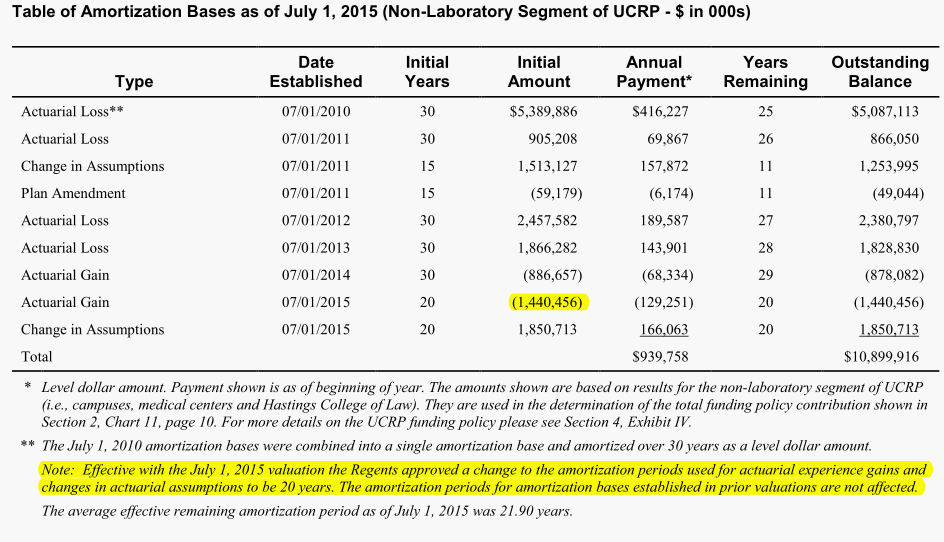 Table of Amortization Bases as of July 1, 2015 (Non-Laboratory Segment of UCRP - $ in 000s)
Type Date Established Initial Years Initial Amount Annual Payment* Years Remaining Outstanding Balance
Actuarial Loss** 07/01/2010 30 $5,389,886 $416,227 25 $5,087,113
Actuarial Loss 07/01/2011 30 905,208 69,867 26 866,050
Change in Assumptions 07/01/2011 15 1,513,127 157,872 11 1,253,995
Plan Amendment 07/01/2011 15 (59,179) (6,174) 11 (49,044)
Actuarial Loss 07/01/2012 30 2,457,582 189,587 27 2,380,797
Actuarial Loss 07/01/2013 30 1,866,282 143,901 28 1,828,830
Actuarial Gain 07/01/2014 30 (886,657) (68,334) 29 (878,082)
Actuarial Gain 07/01/2015 20 (1,440,456) (129,251) 20 (1,440,456)
Change in Assumptions 07/01/2015 20 1,850,713 166,063 20 1,850,713
Total $939,758 $10,899,916
* Level dollar amount. Payment shown is as of beginning of year. The amounts shown are based on results for the non-laboratory segment of UCRP
(i.e., campuses, medical centers and Hastings College of Law). They are used in the determination of the total funding policy contribution shown in
Section 2, Chart 11, page 10. For more details on the UCRP funding policy please see Section 4, Exhibit IV.
** The July 1, 2010 amortization bases were combined into a single amortization base and amortized over 30 years as a level dollar amount.
Note: Effective with the July 1, 2015 valuation the Regents approved a change to the amortization periods used for actuarial experience gains and
changes in actuarial assumptions to be 20 years. The amortization periods for amortization bases established in prior valuations are not affected.
The average effective remaining amortization period as of July 1, 2015 was 21.90 years.